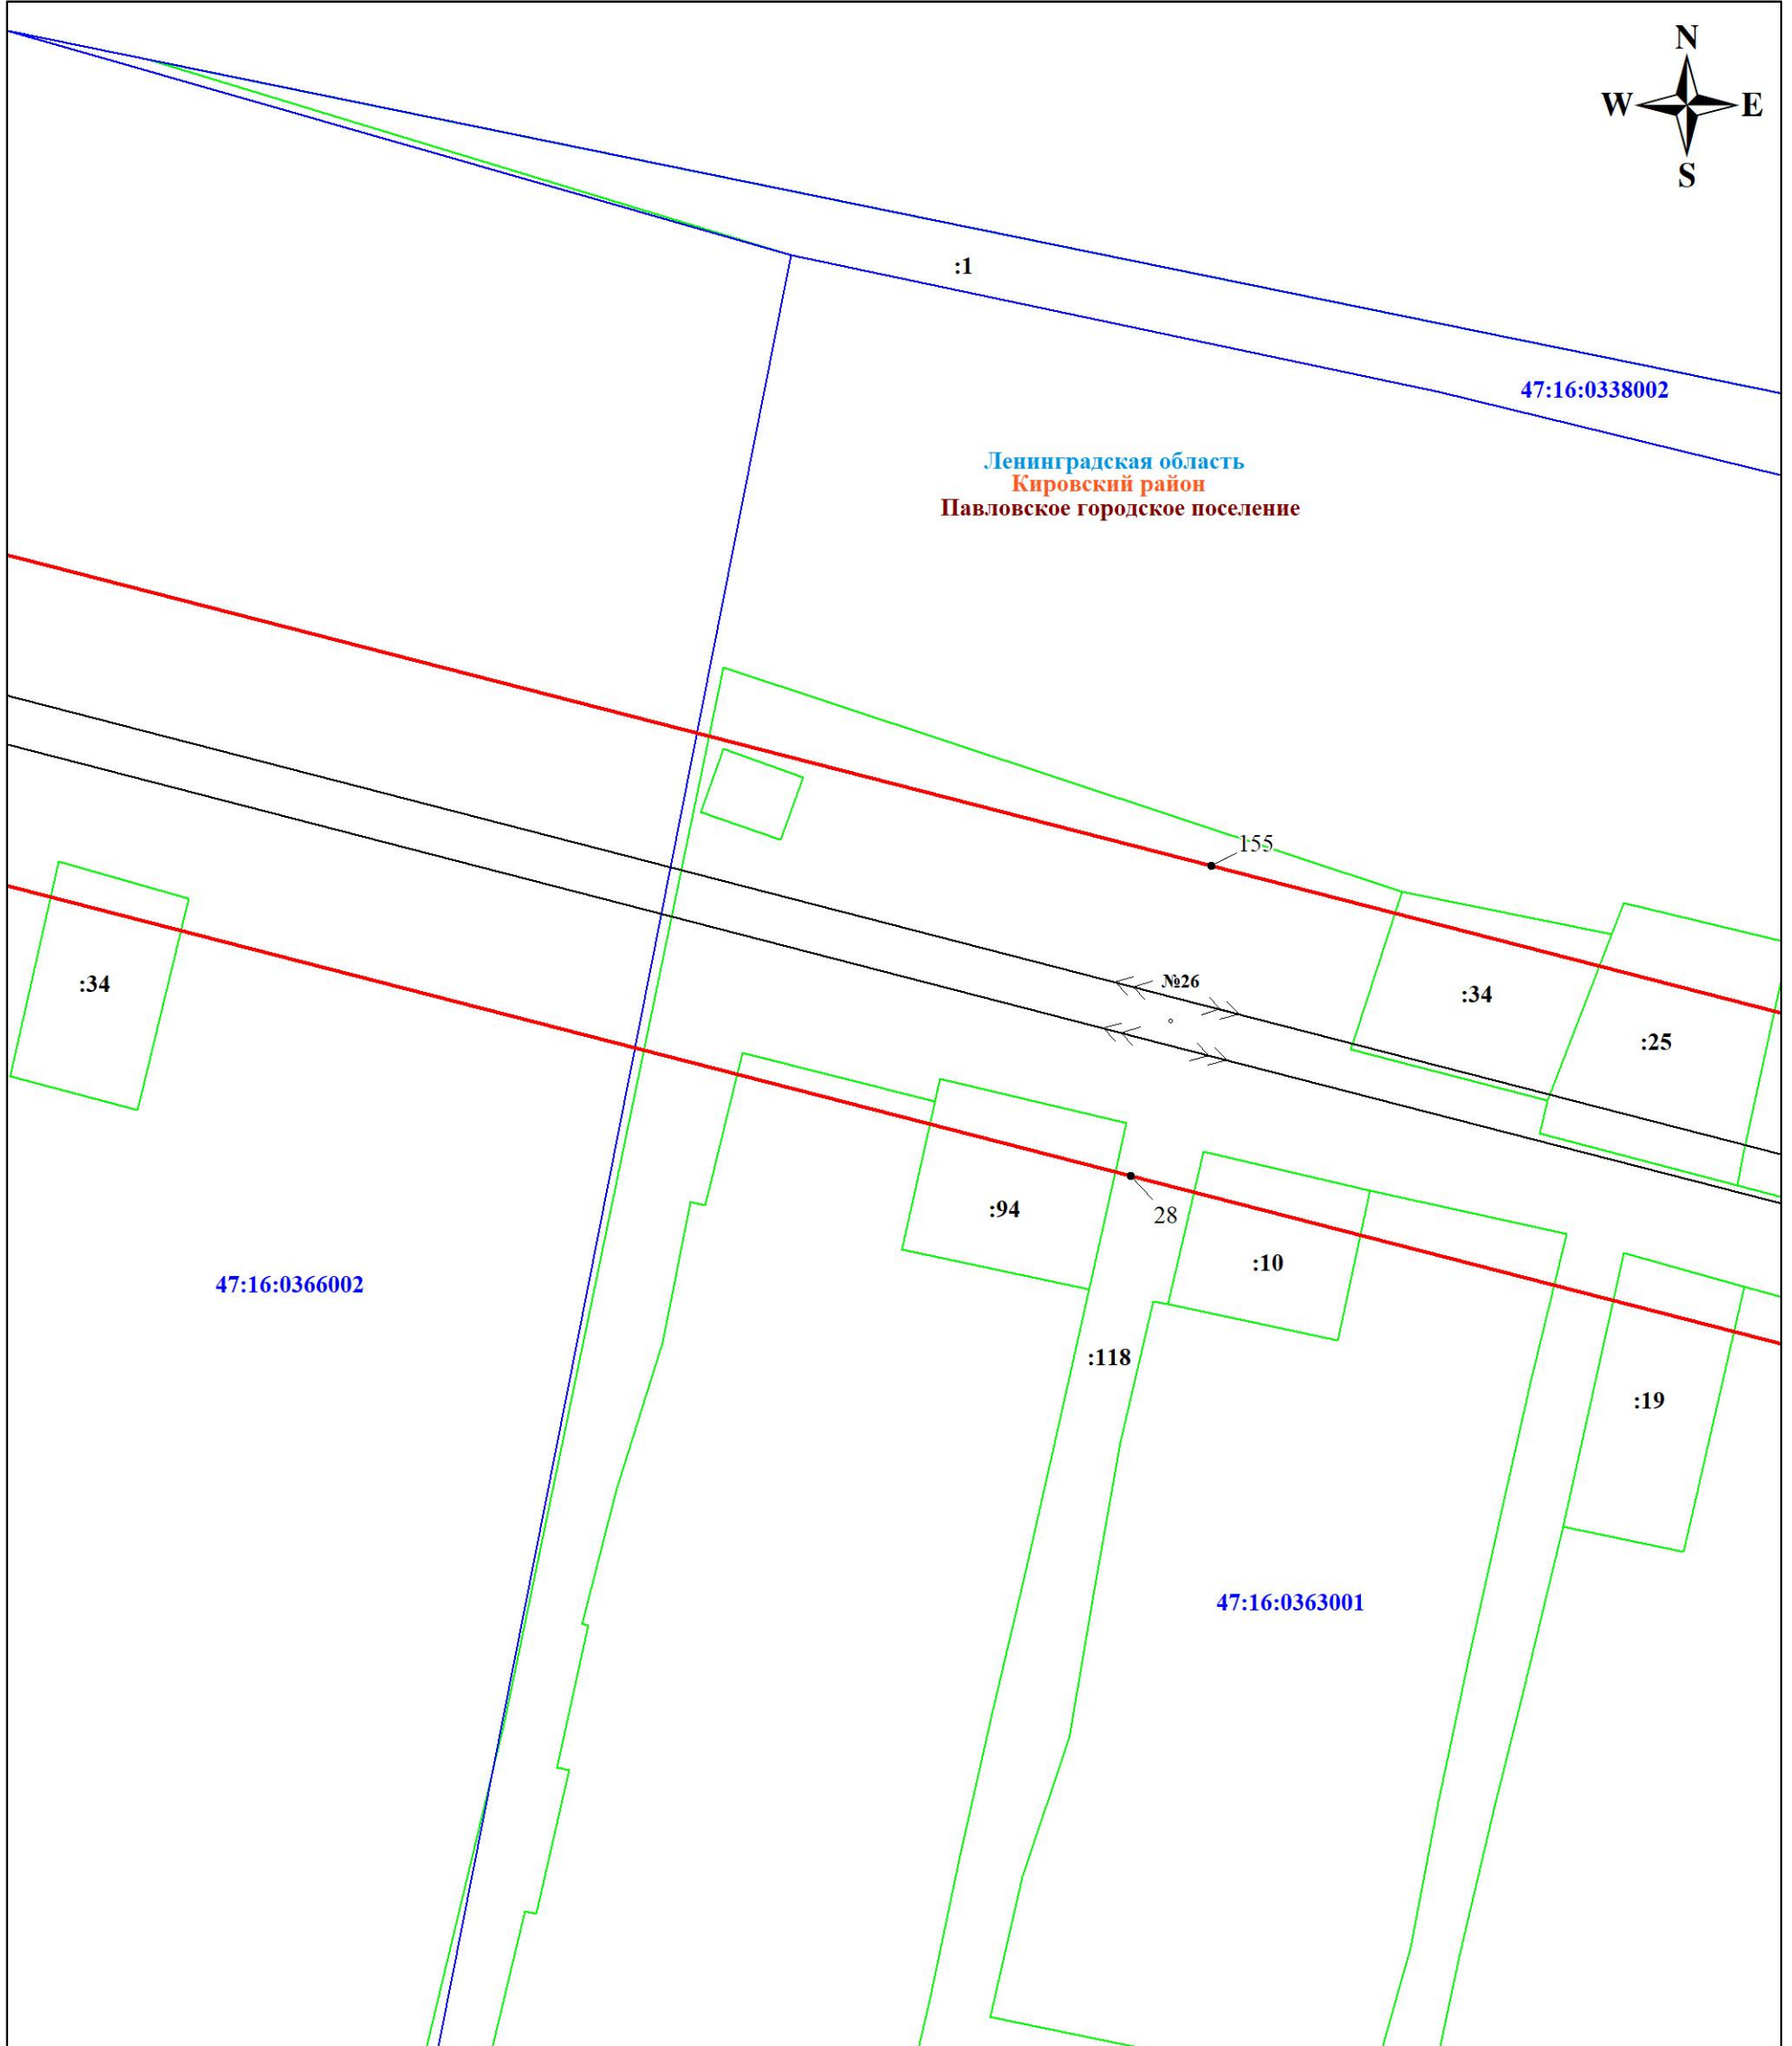 N
W E
S
:1
47:16:0338002
Ленинградская область
Кировский район
Павловское городское поселение
155
№26
:34
:34
:25
:94
28
:10
47:16:0366002
:118
:19
47:16:0363001